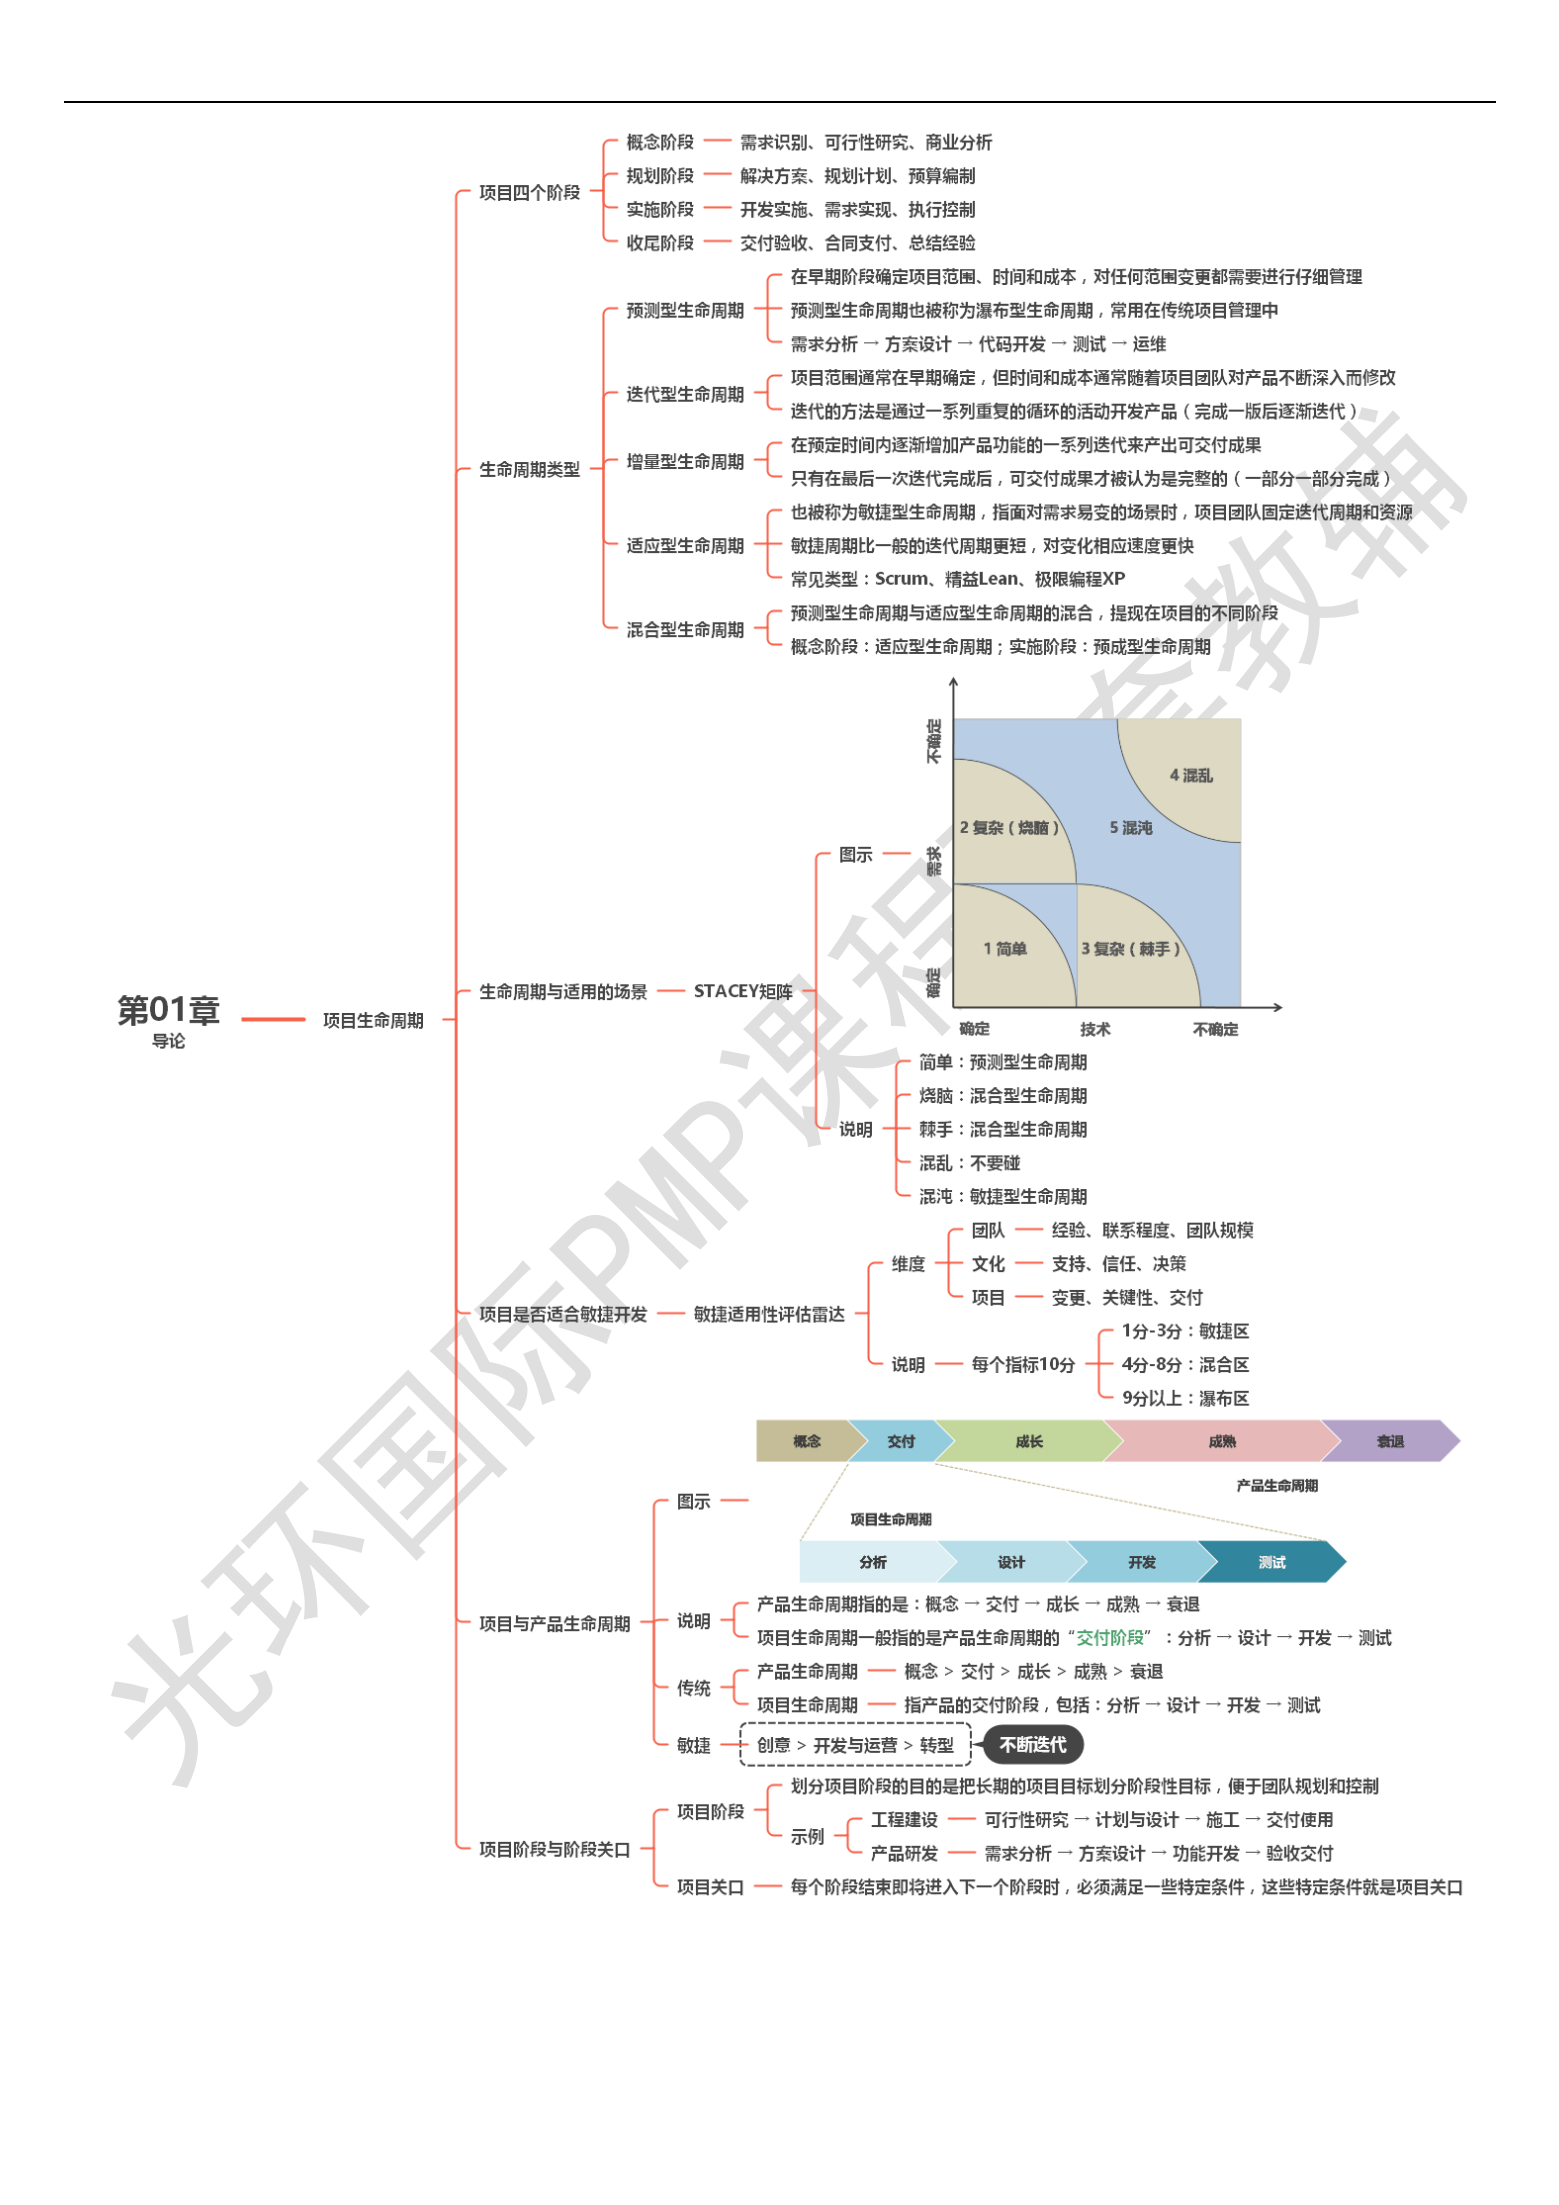 第01章
导论
项目生命周期
项目四个阶段
概念阶段
需求识别、可行性研究、商业分析
规划阶段
解决方案、规划计划、预算编制
实施阶段
开发实施、需求实现、执行控制
收尾阶段
交付验收、合同支付、总结经验
生命周期类型
预测型生命周期
在早期阶段确定项目范围、时间和成本，对任何范围变更都需要进行仔细管理
预测型生命周期也被称为瀑布型生命周期，常用在传统项目管理中
需求分析 → 方案设计 → 代码开发 → 测试 → 运维
迭代型生命周期
项目范围通常在早期确定，但时间和成本通常随着项目团队对产品不断深入而修改
迭代的方法是通过一系列重复的循环的活动开发产品（完成一版后逐渐迭代）
增量型生命周期
在预定时间内逐渐增加产品功能的一系列迭代来产出可交付成果
只有在最后一次迭代完成后，可交付成果才被认为是完整的（一部分一部分完成）
适应型生命周期
也被称为敏捷型生命周期，指面对需求易变的场景时，项目团队固定迭代周期和资源
敏捷周期比一般的迭代周期更短，对变化相应速度更快
常见类型：Scrum、精益Lean、极限编程XP
混合型生命周期
预测型生命周期与适应型生命周期的混合，提现在项目的不同阶段
概念阶段：适应型生命周期；实施阶段：预成型生命周期
生命周期与适用的场景
STACEY矩阵
图示
不确定
需求
确定
4 混乱
2 复杂（烧脑）
5 混沌
1 简单
3 复杂（棘手）
确定
技术
不确定
说明
简单：预测型生命周期
烧脑：混合型生命周期
棘手：混合型生命周期
混乱：不要碰
混沌：敏捷型生命周期
项目是否适合敏捷开发
敏捷适用性评估雷达
维度
团队
经验、联系程度、团队规模
文化
支持、信任、决策
项目
变更、关键性、交付
说明
每个指标10分
1分-3分：敏捷区
4分-8分：混合区
9分以上：瀑布区
项目与产品生命周期
图示
概念
交付
成长
成熟
衰退
产品生命周期
项目生命周期
分析
设计
开发
测试
说明
产品生命周期指的是：概念 → 交付 → 成长 → 成熟 → 衰退
项目生命周期一般指的是产品生命周期的“交付阶段”：分析 → 设计 → 开发 → 测试
传统
产品生命周期
概念 > 交付 > 成长 > 成熟 > 衰退
项目生命周期
指产品的交付阶段，包括：分析 → 设计 → 开发 → 测试
敏捷
创意 > 开发与运营 > 转型
不断迭代
项目阶段与阶段关口
项目阶段
划分项目阶段的目的是把长期的项目目标划分阶段性目标，便于团队规划和控制
示例
工程建设
可行性研究 → 计划与设计 → 施工 → 交付使用
产品研发
需求分析 → 方案设计 → 功能开发 → 验收交付
项目关口
每个阶段结束即将进入下一个阶段时，必须满足一些特定条件，这些特定条件就是项目关口
光环国际PMP课程配套教辅